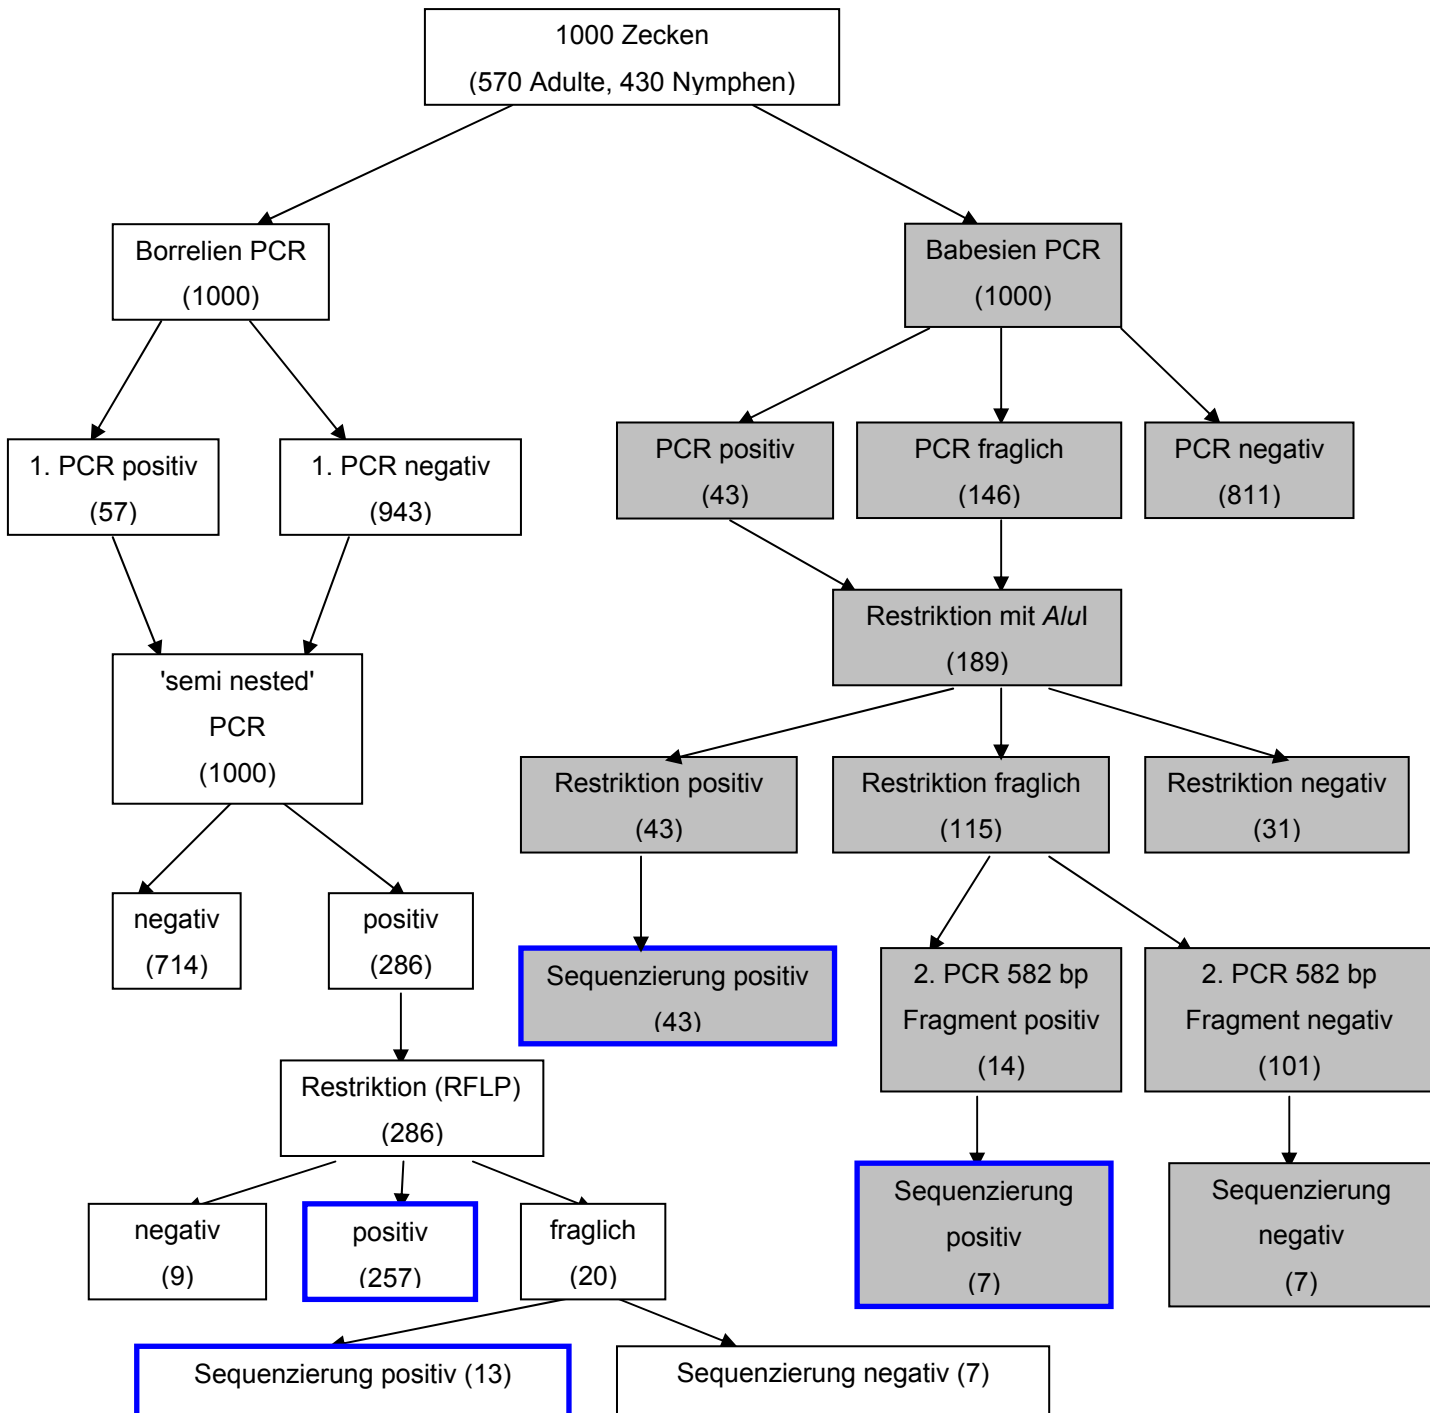 1000 Zecken
(570 Adulte, 430 Nymphen)
Borrelien PCR
(1000)
Babesien PCR
(1000)
1. PCR positiv
(57)
1. PCR negativ
(943)
PCR positiv
(43)
PCR fraglich
(146)
PCR negativ
(811)
Restriktion mit AluI
(189)
'semi nested'
PCR
(1000)
Restriktion positiv
(43)
Restriktion fraglich
(115)
Restriktion negativ
(31)
negativ
(714)
positiv
(286)
Sequenzierung positiv
(43)
2. PCR 582 bp
Fragment positiv
(14)
2. PCR 582 bp
Fragment negativ
(101)
Restriktion (RFLP)
(286)
Sequenzierung
positiv
(7)
Sequenzierung
negativ
(7)
negativ
(9)
positiv
(257)
fraglich
(20)
Sequenzierung positiv (13)
Sequenzierung negativ (7)